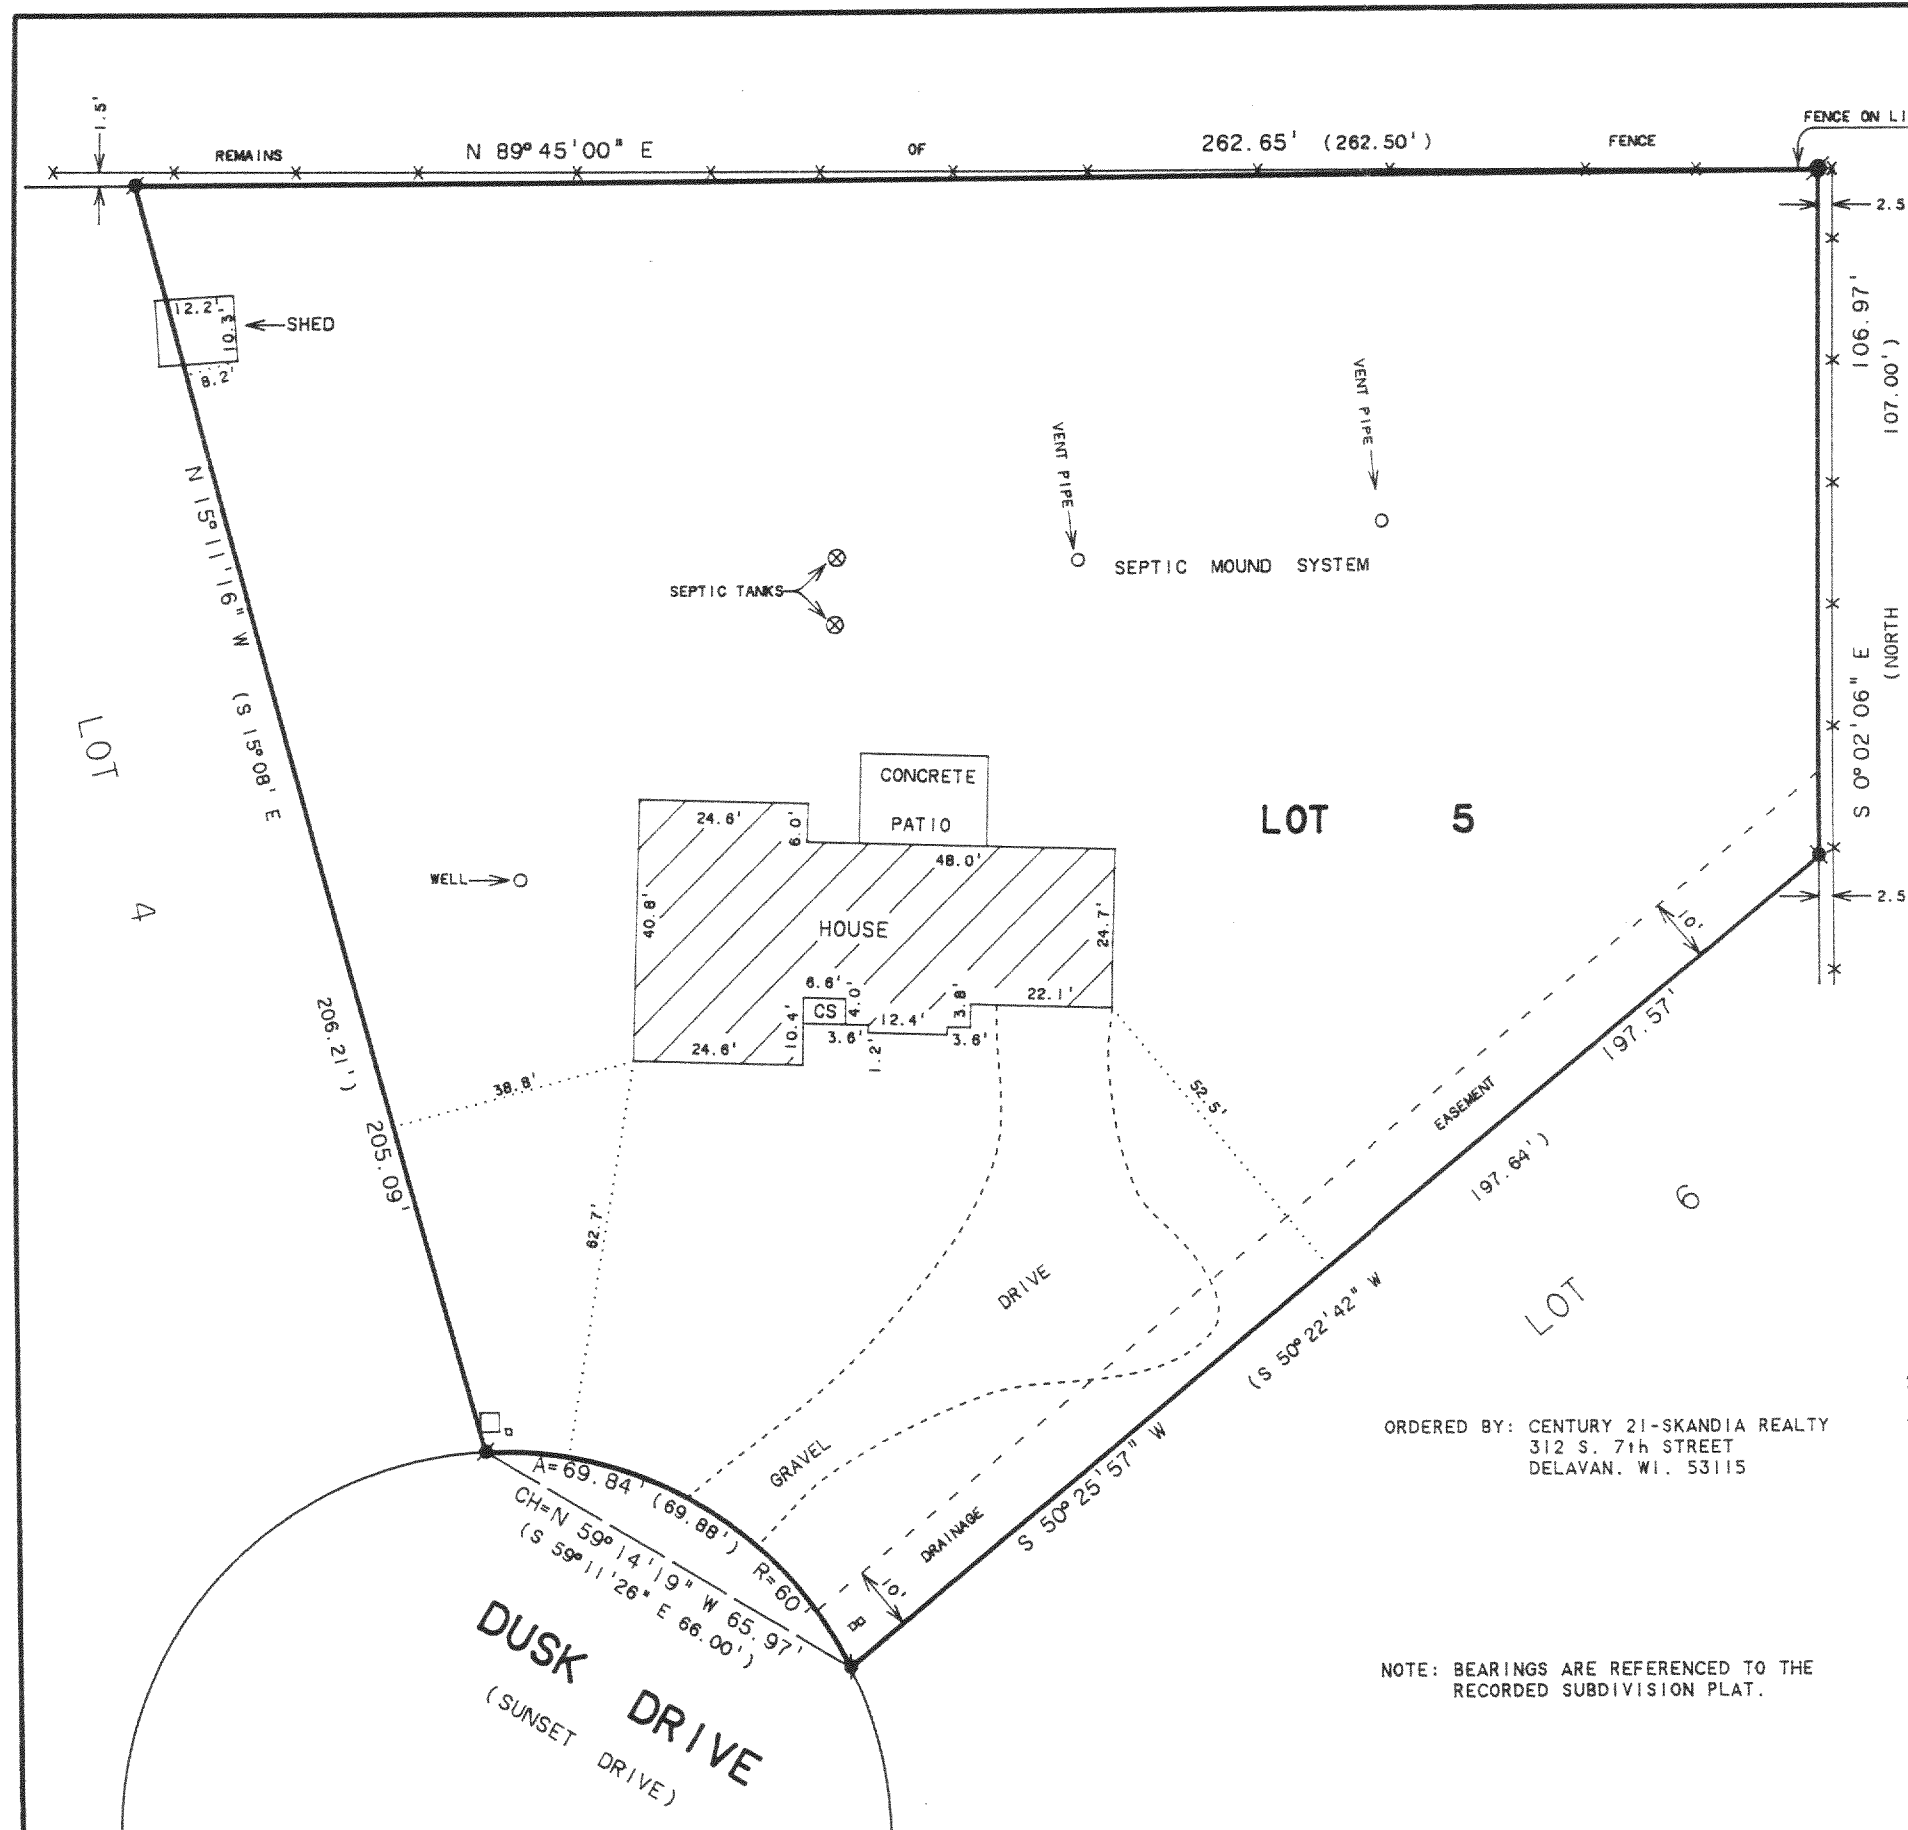 1.5'
REMAINS
N 89°45'00" E
OF
262.65' (262.50')
FENCE
FENCE ON LI
2.5
12.2'
10.3'
SHED
8.2'
106.97'
107.00')
S 0°02'06" E
(NORTH
VENT PIPE
VENT PIPE
SEPTIC MOUND SYSTEM
SEPTIC TANKS
N 15°11'16" W
(S 15°08' E
206.21')
205.09'
LOT
4
CONCRETE
PATIO
LOT 5
24.6'
6.0'
48.0'
WELL
40.8'
HOUSE
24.7'
2.5
10'
6.6'
CS
4.0'
12.4'
3.8'
22.1'
10.4'
24.6'
3.6'
1.2'
3.6'
38.8'
52.5'
62.7'
197.57'
EASEMENT
197.64')
6
LOT
DRIVE
(S 50°22'42" W
S 50°25'57" W
GRAVEL
DRAINAGE
10'
A=69.84' (69.88') R=60'
CH=N 59°14'19" W 65.97'
(S 59°11'26" E 66.00')
DUSK DRIVE
(SUNSET DRIVE)
ORDERED BY: CENTURY 21-SKANDIA REALTY
312 S. 7th STREET
DELAVAN. WI. 53115
NOTE: BEARINGS ARE REFERENCED TO THE
RECORDED SUBDIVISION PLAT.